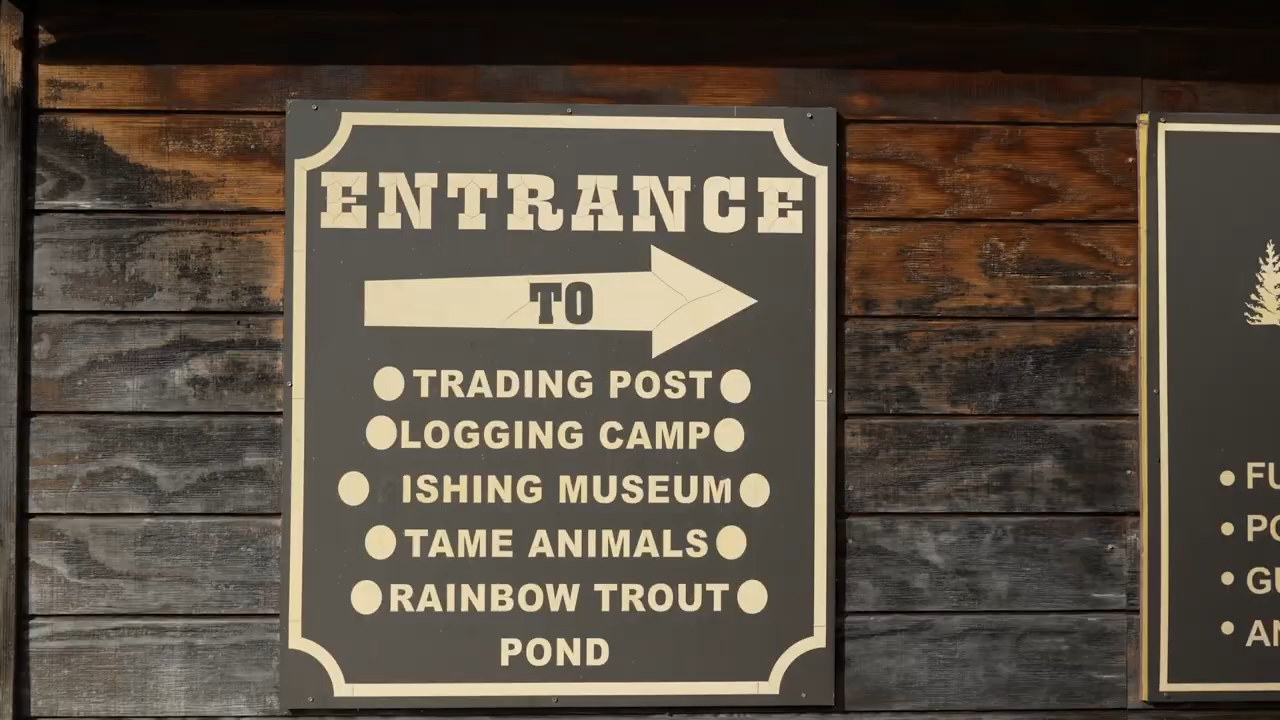 ENTRANCE
TO
TRADING POST
LOGGING CAMP
ISHING MUSEUM
TAME ANIMALS
RAINBOW TROUT
POND